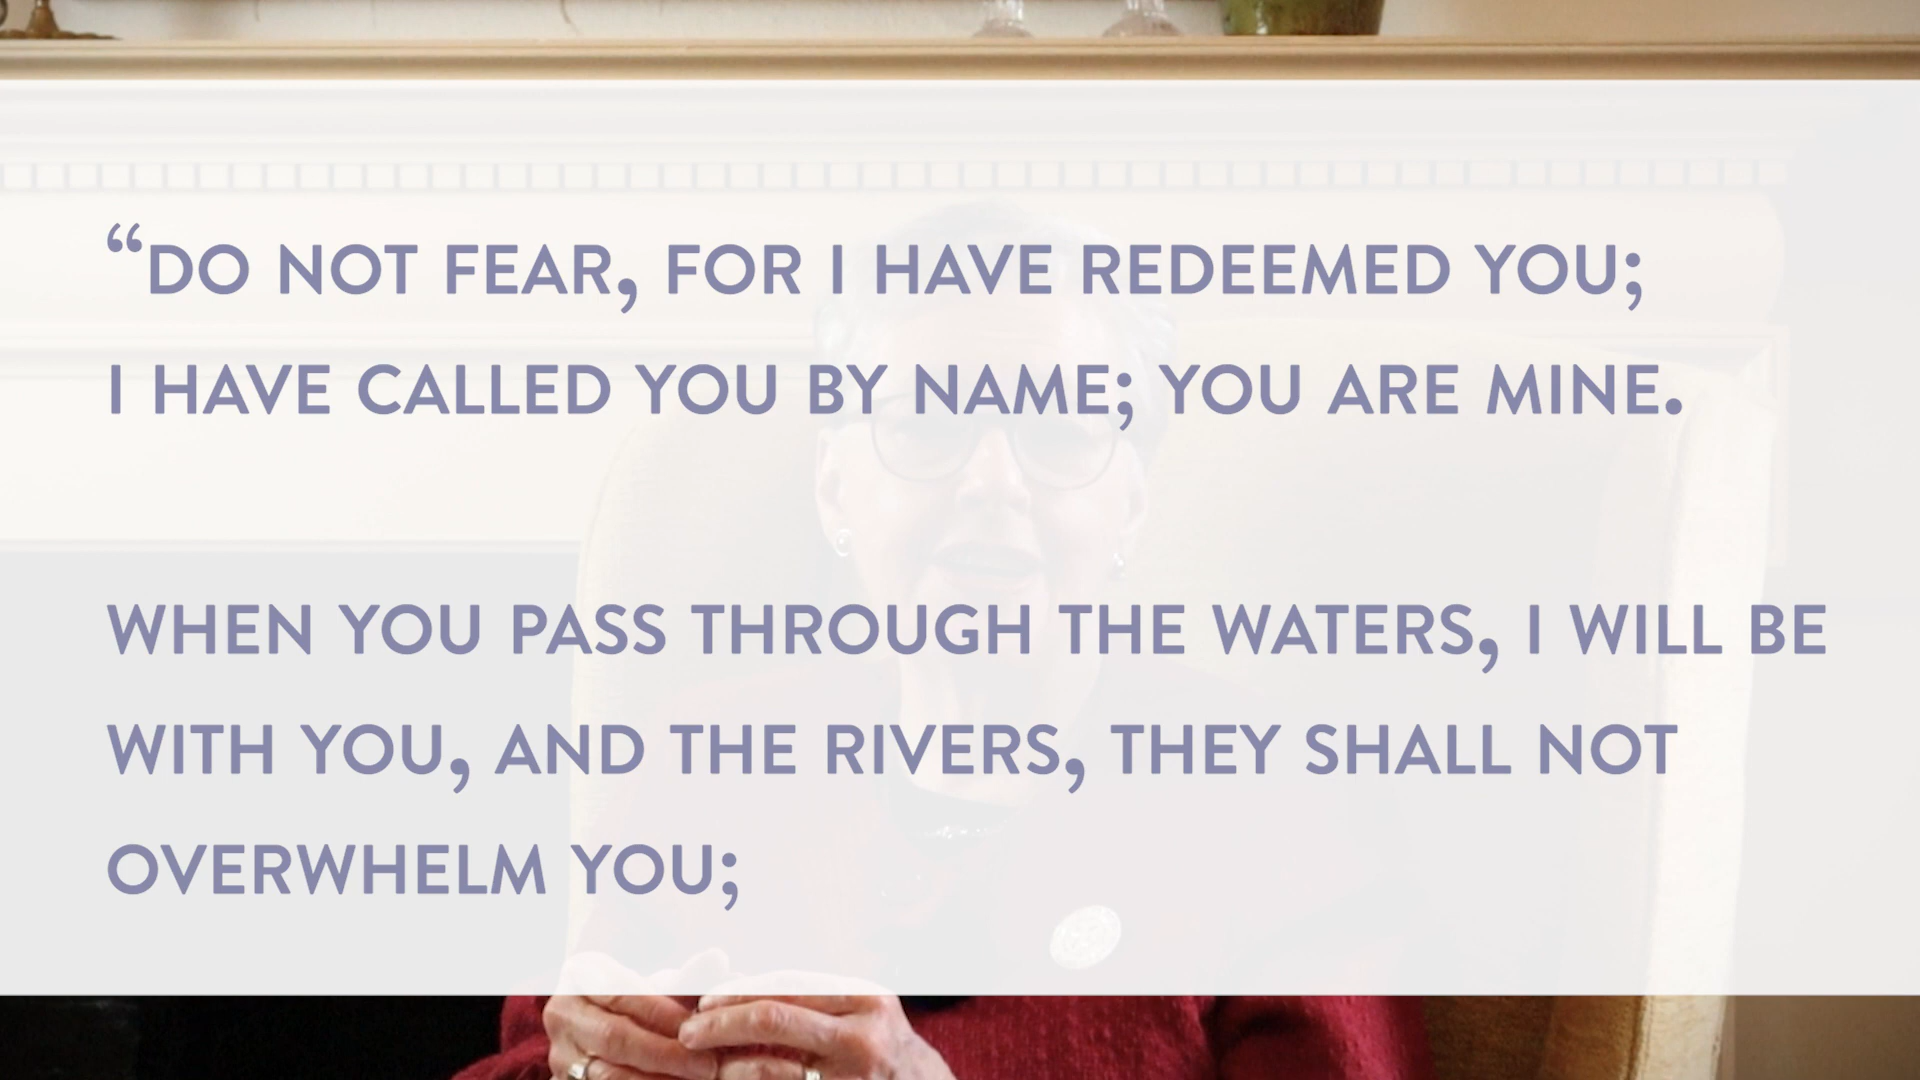 “DO NOT FEAR, FOR I HAVE REDEEMED YOU;
I HAVE CALLED YOU BY NAME; YOU ARE MINE.
WHEN YOU PASS THROUGH THE WATERS, I WILL BE
WITH YOU, AND THE RIVERS, THEY SHALL NOT
OVERWHELM YOU;